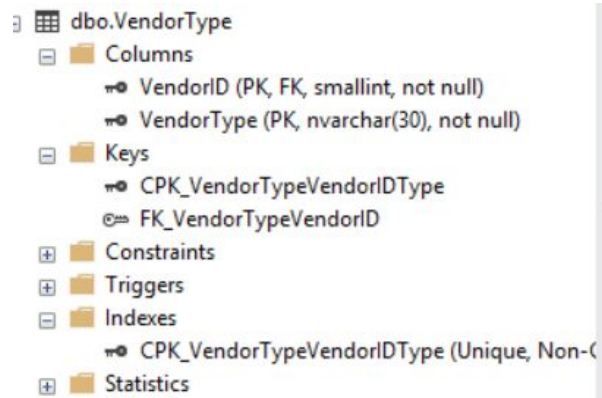 dbo.VendorType
Columns
VendorID (PK, FK, smallint, not null)
VendorType (PK, nvarchar(30), not null)
Keys
CPK_VendorTypeVendorIDType
FK_VendorTypeVendorID
Constraints
Triggers
Indexes
CPK_VendorTypeVendorIDType (Unique, Non-
Statistics